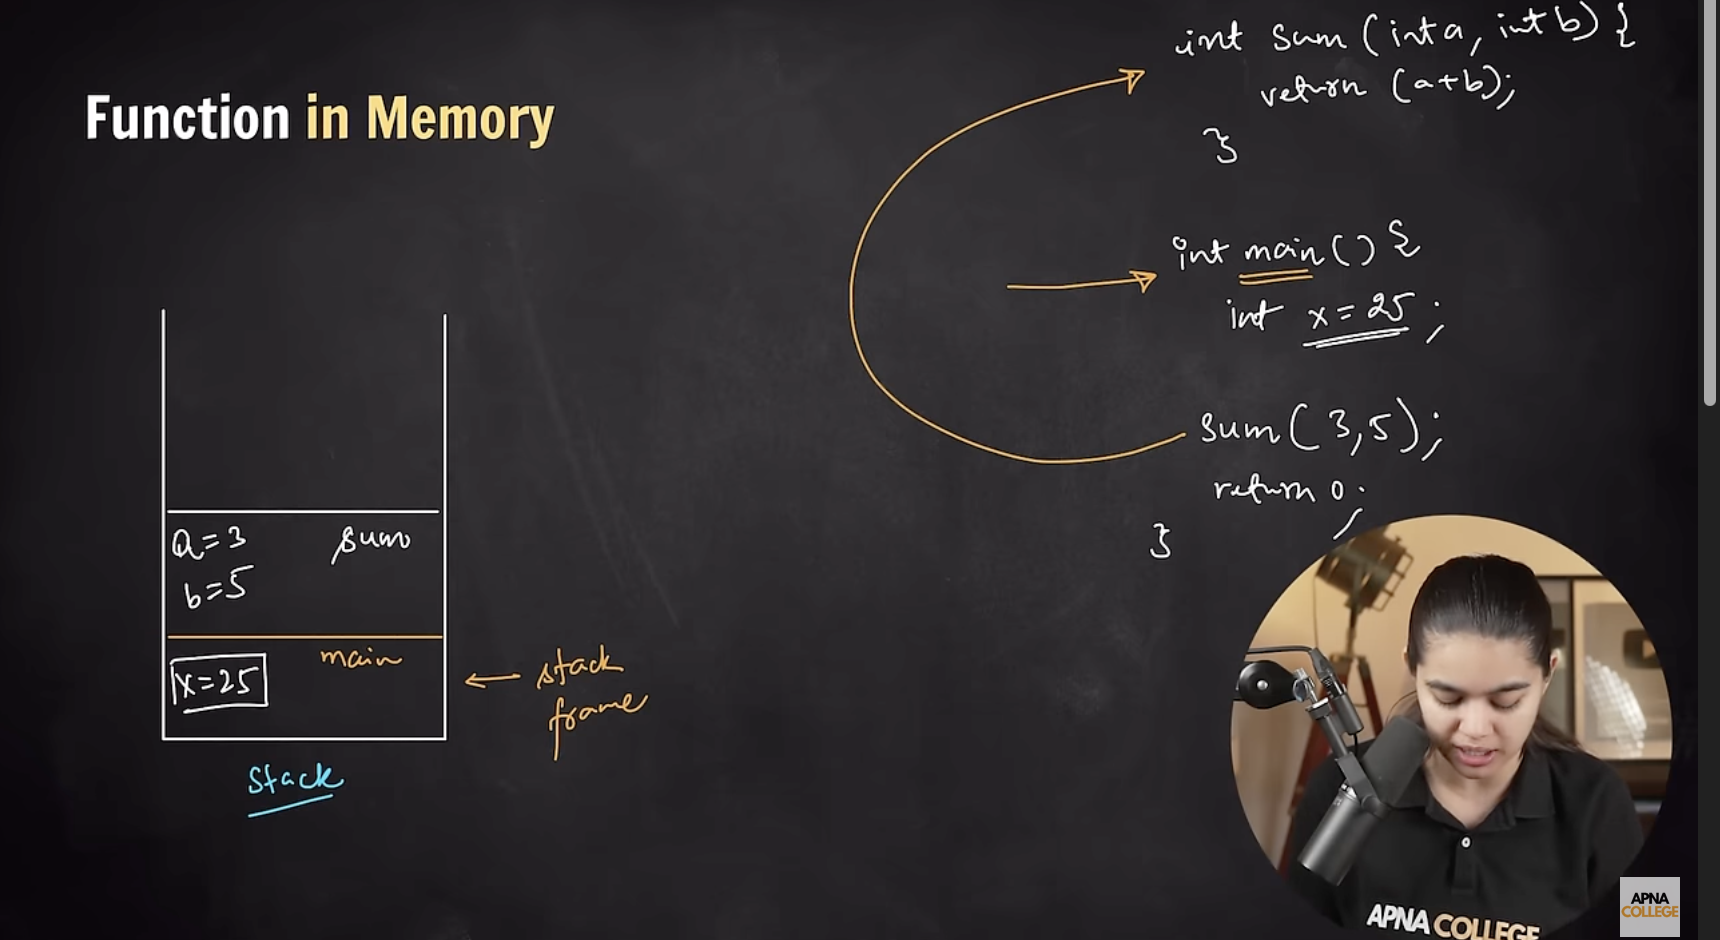 Function in Memory
int sum (int a, int b) {
return (a+b);
}
int main() {
int x = 25;
sum(3,5);
return 0;
}
a=3 sum
b=5
main
x=25
stack
frame
Stack
APNA COLLEGE
APNA
COLLEGE